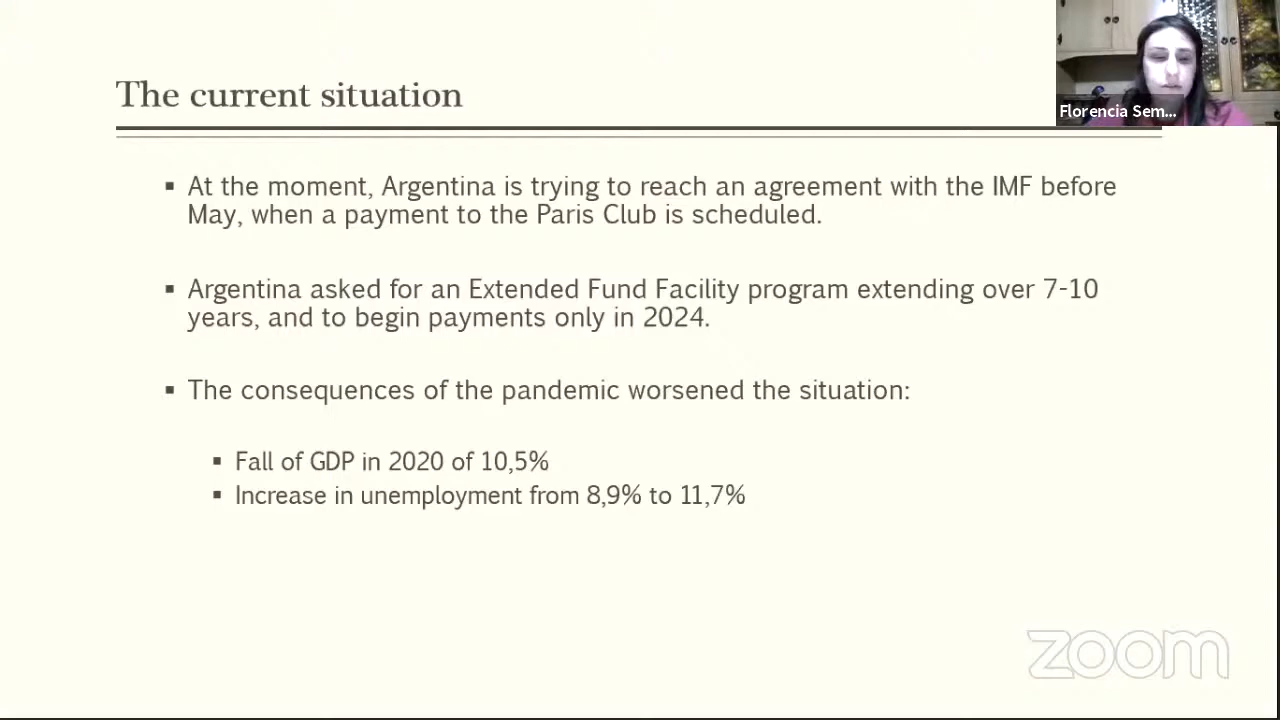 The current situation
Florencia Sem...
▪ At the moment, Argentina is trying to reach an agreement with the IMF before
May, when a payment to the Paris Club is scheduled.
▪ Argentina asked for an Extended Fund Facility program extending over 7-10
years, and to begin payments only in 2024.
▪ The consequences of the pandemic worsened the situation:
▪ Fall of GDP in 2020 of 10,5%
▪ Increase in unemployment from 8,9% to 11,7%
zoom